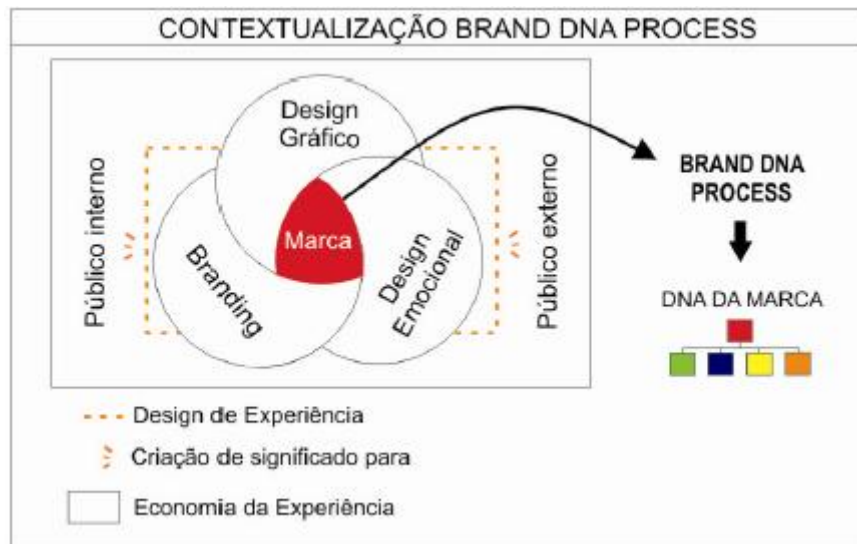 CONTEXTUALIZAÇÃO BRAND DNA PROCESS
Design
Gráfico
Público interno
Branding
Marca
Design
Emocional
Público externo
BRAND DNA
PROCESS
DNA DA MARCA
Design de Experiência
Criação de significado para
Economia da Experiência